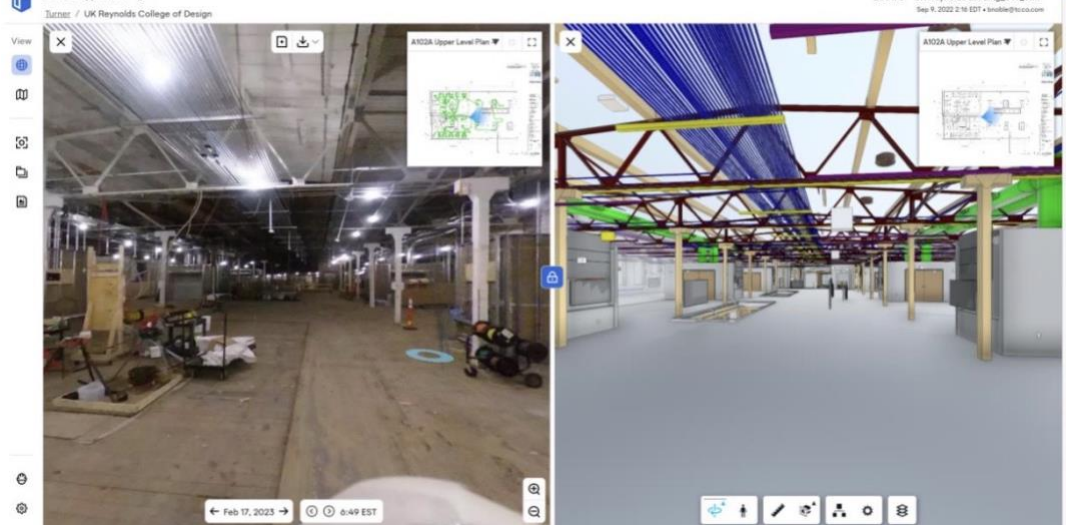 Turner / UK Reynolds College of Design
Sep 9, 2022 2:16 EDT • bnoble@tcco.com
View
A102A Upper Level Plan
A102A Upper Level Plan
← Feb 17, 2023 →
6:49 EST